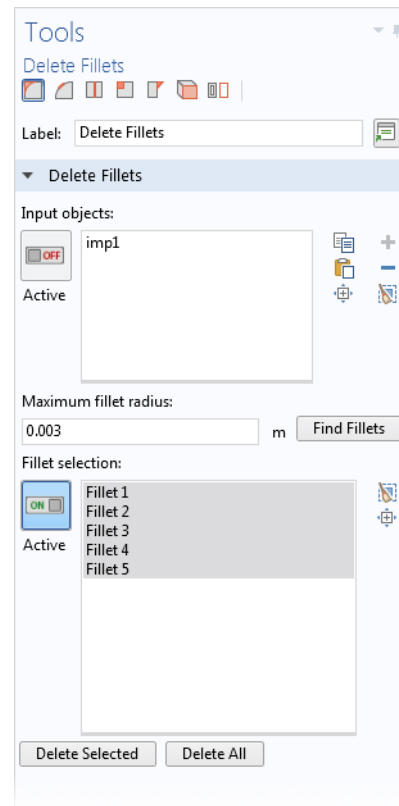 Tools
Delete Fillets
Label: Delete Fillets
Delete Fillets
Input objects:
imp1
OFF
Active
Maximum fillet radius:
0.003 m Find Fillets
Fillet selection:
Fillet 1
ON Fillet 2
Fillet 3
Active Fillet 4
Fillet 5
Delete Selected Delete All